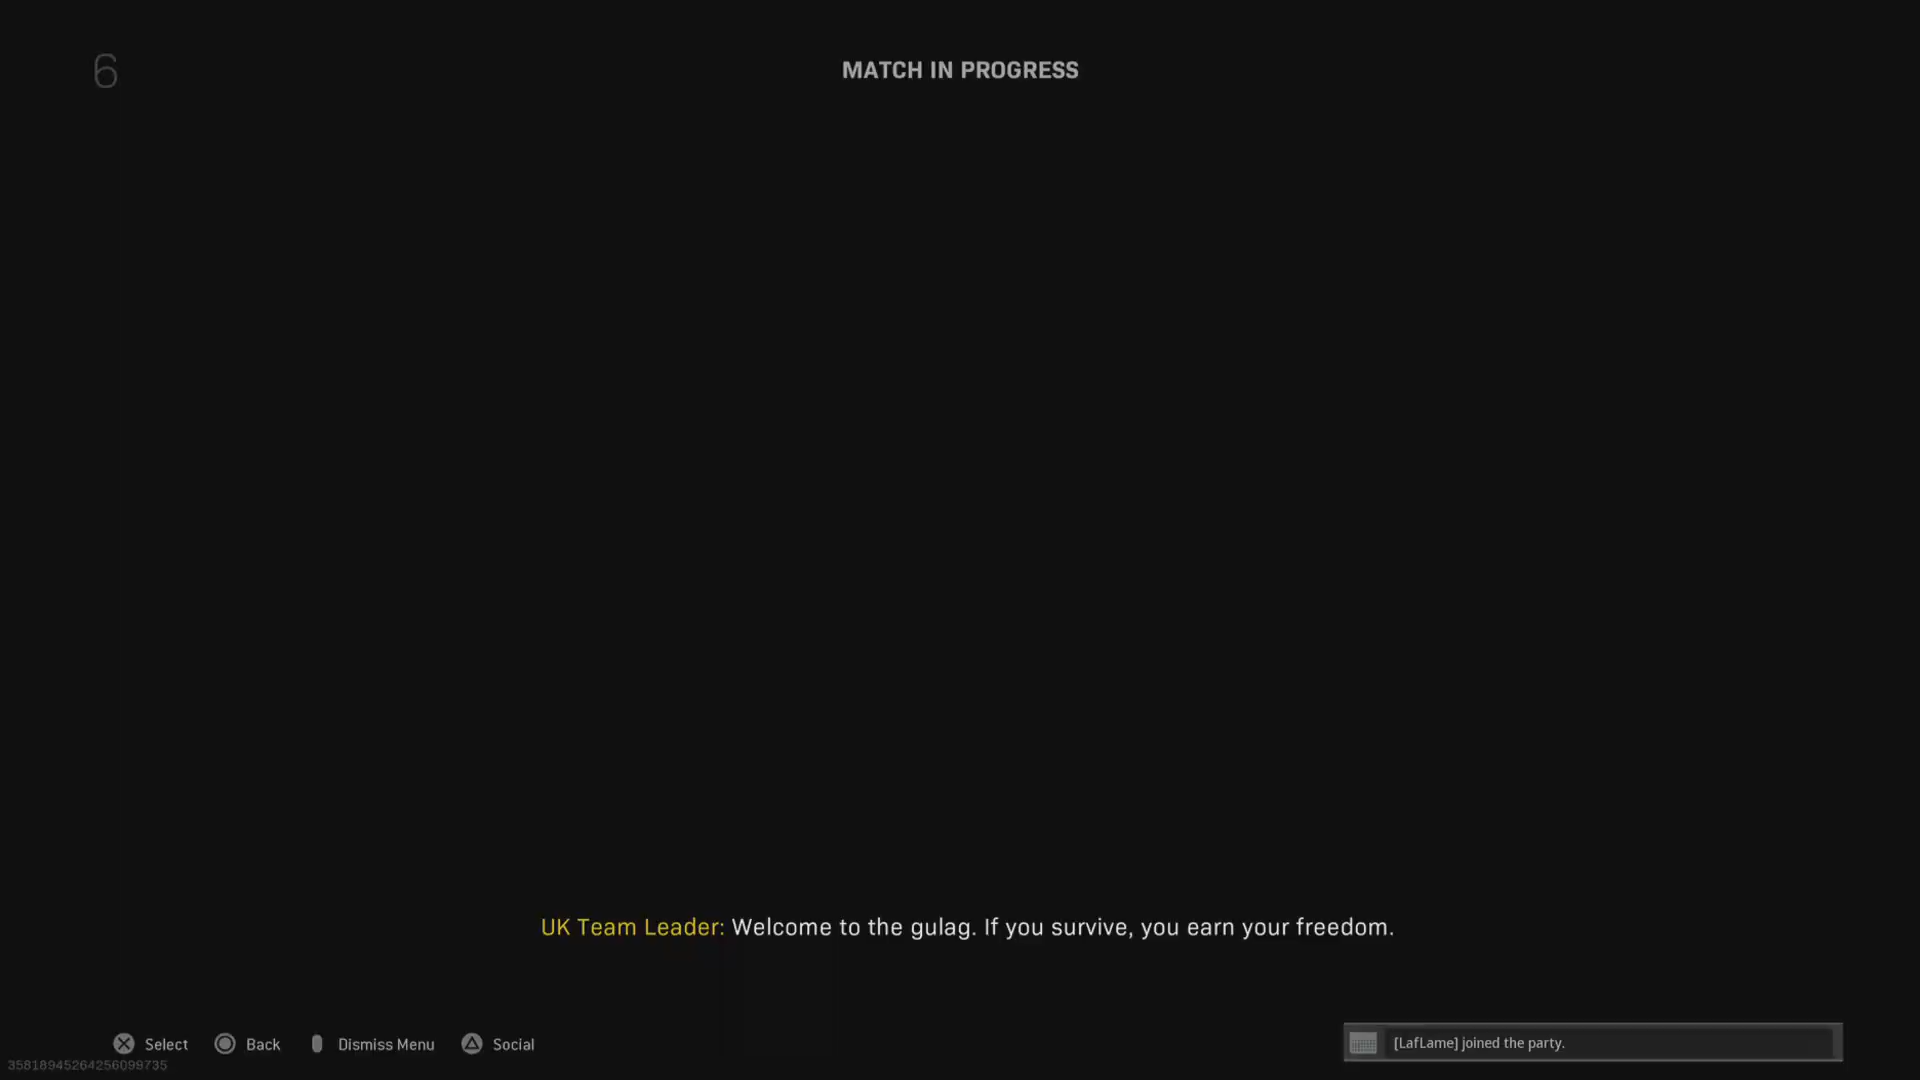 6
MATCH IN PROGRESS
UK Team Leader: Welcome to the gulag. If you survive, you earn your freedom.
Select Back Dismiss Menu Social
[LafLame] joined the party.
35818945264256099735